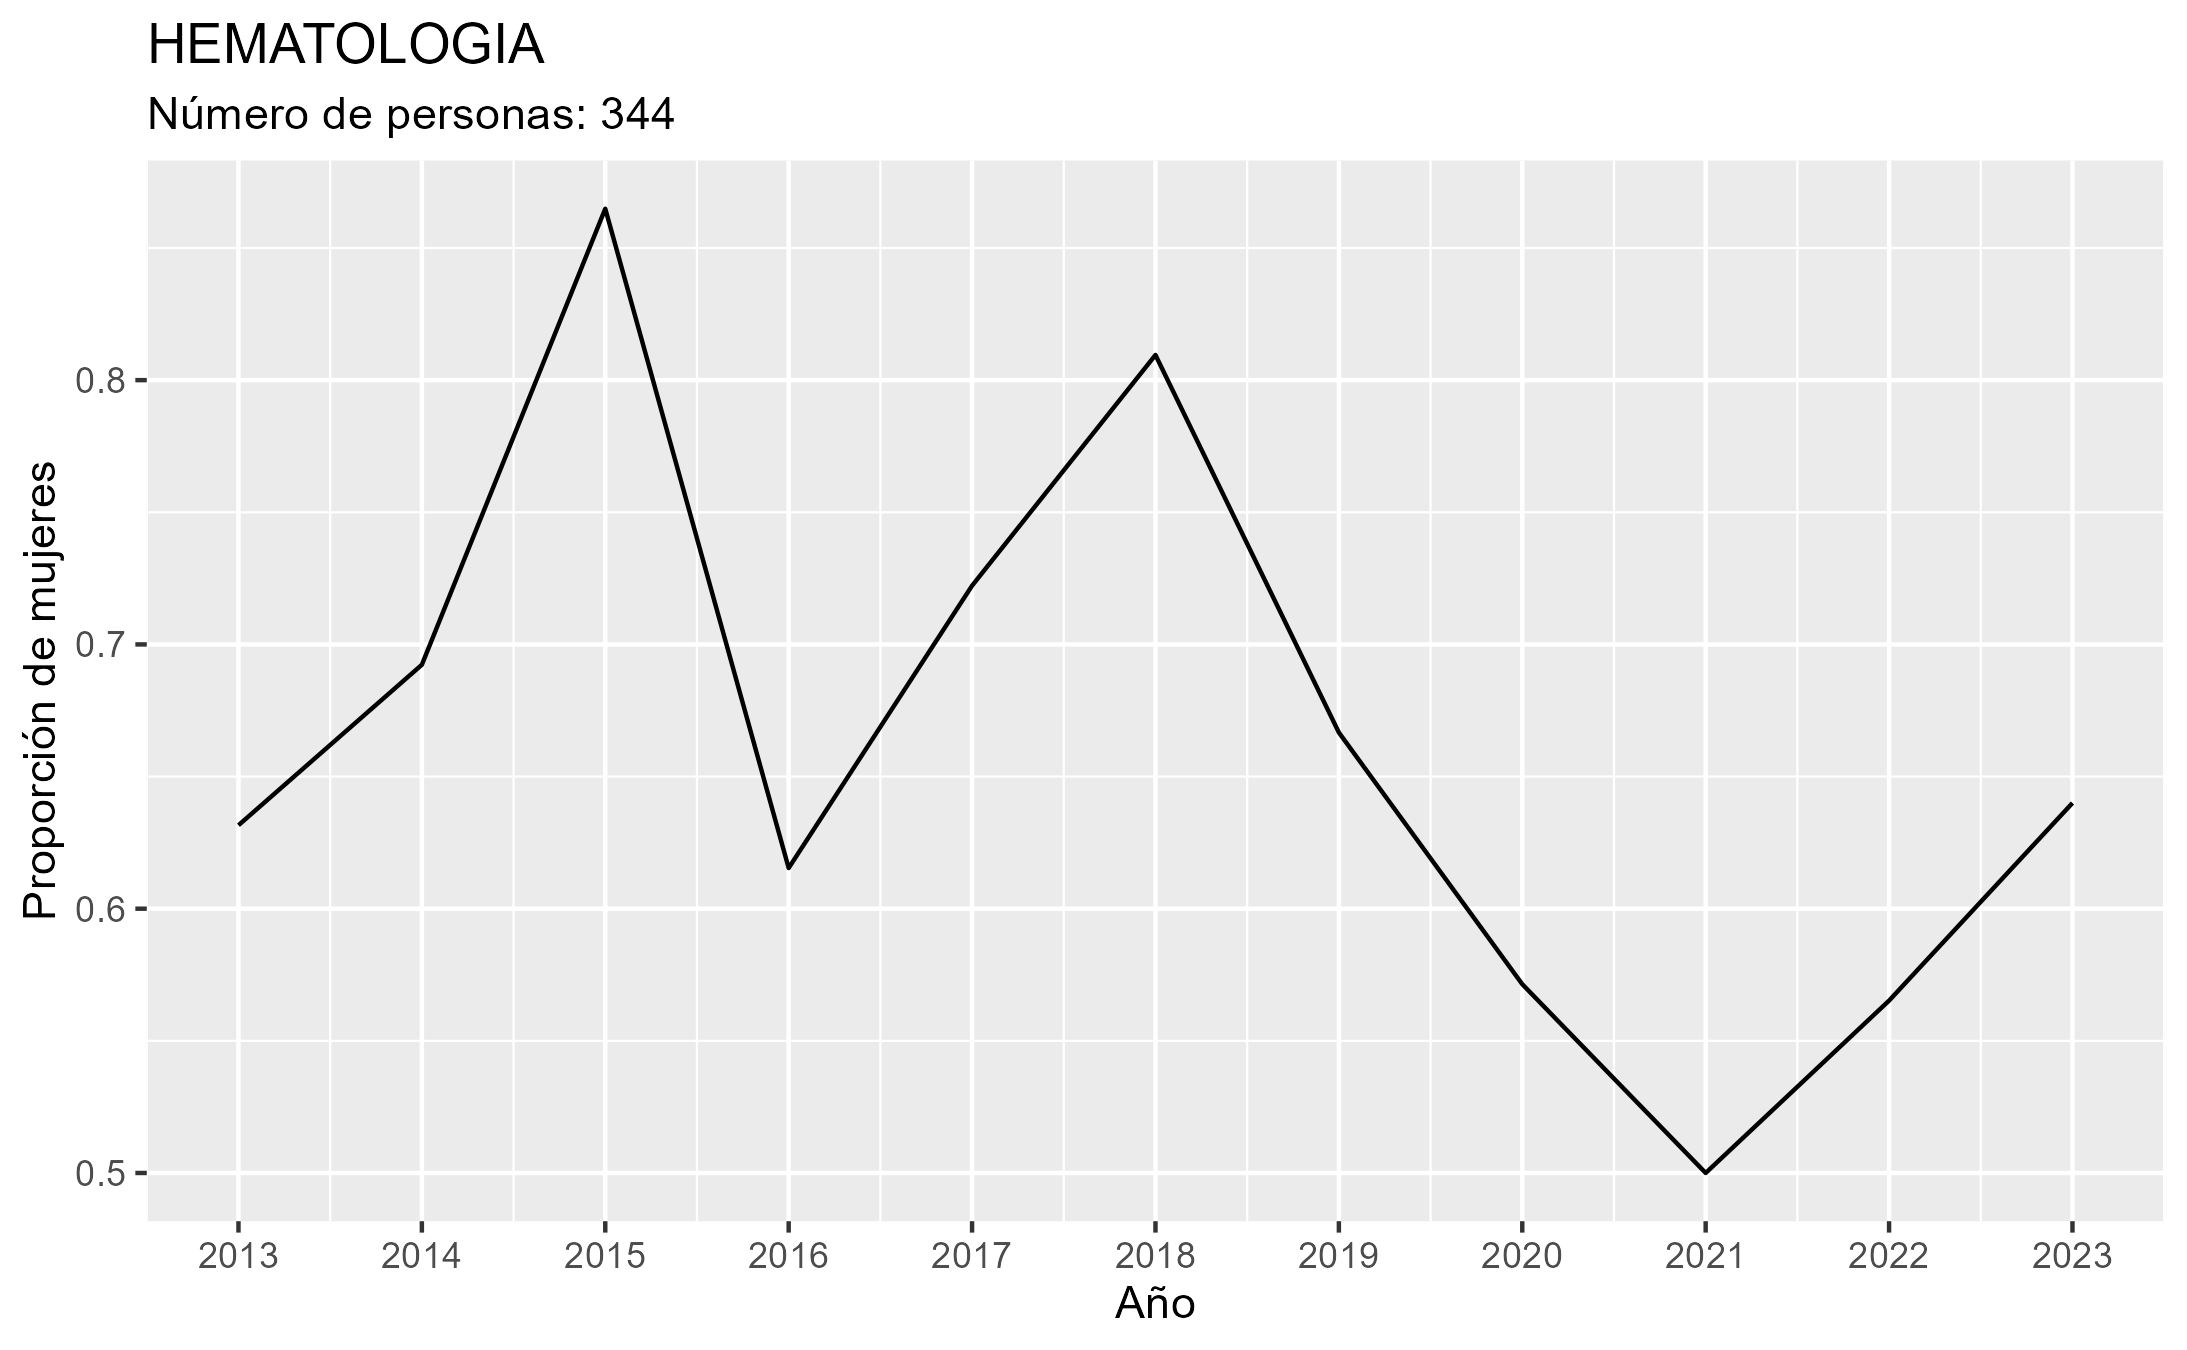 HEMATOLOGIA
Número de personas: 344
Proporción de mujeres
0.8
0.7
0.6
0.5
2013 2014 2015 2016 2017 2018 2019 2020 2021 2022 2023
Año